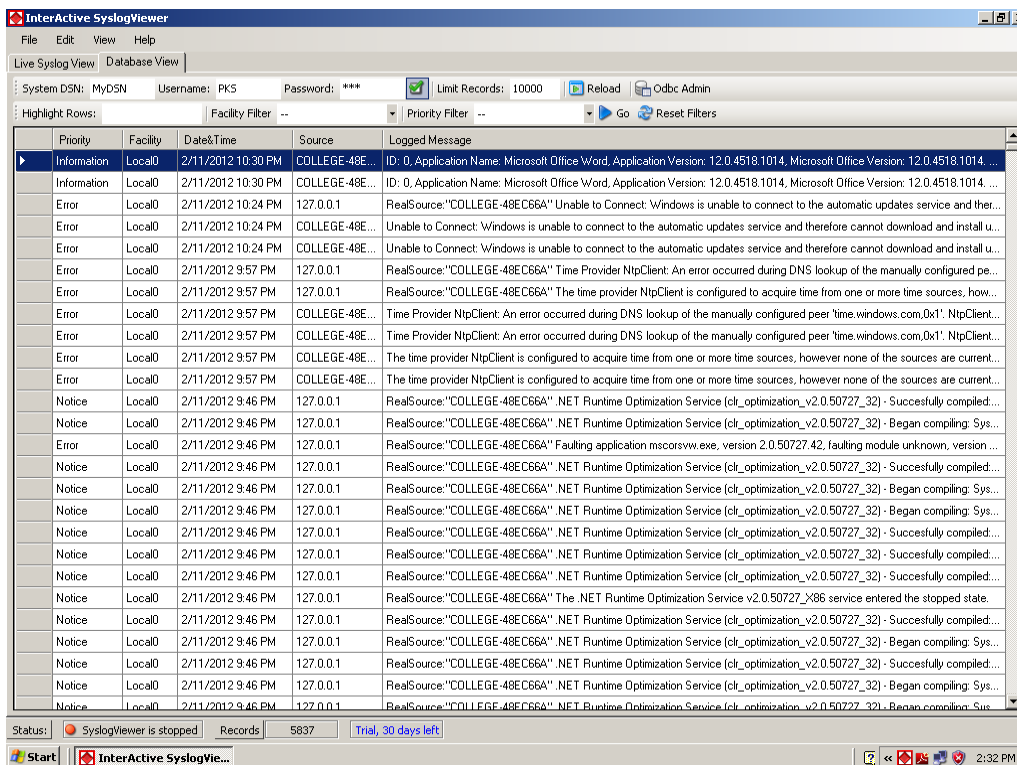 InterActive SyslogViewer
File Edit View Help
Live Syslog View Database View
System DSN: MyDSN Username: PKS Password: *** Limit Records: 10000 Reload Odbc Admin
Highlight Rows: Facility Filter -- Priority Filter -- Go Reset Filters
Priority Facility Date&Time Source Logged Message
Information Local0 2/11/2012 10:30 PM COLLEGE-48E... ID: 0, Application Name: Microsoft Office Word, Application Version: 12.0.4518.1014, Microsoft Office Version: 12.0.4518.1014. ...
Information Local0 2/11/2012 10:30 PM COLLEGE-48E... ID: 0, Application Name: Microsoft Office Word, Application Version: 12.0.4518.1014, Microsoft Office Version: 12.0.4518.1014. ...
Error Local0 2/11/2012 10:24 PM 127.0.0.1 RealSource:"COLLEGE-48EC66A" Unable to Connect: Windows is unable to connect to the automatic updates service and ther...
Error Local0 2/11/2012 10:24 PM COLLEGE-48E... Unable to Connect: Windows is unable to connect to the automatic updates service and therefore cannot download and install u...
Error Local0 2/11/2012 10:24 PM COLLEGE-48E... Unable to Connect: Windows is unable to connect to the automatic updates service and therefore cannot download and install u...
Error Local0 2/11/2012 9:57 PM 127.0.0.1 RealSource:"COLLEGE-48EC66A" Time Provider NtpClient: An error occurred during DNS lookup of the manually configured pe...
Error Local0 2/11/2012 9:57 PM 127.0.0.1 RealSource:"COLLEGE-48EC66A" The time provider NtpClient is configured to acquire time from one or more time sources, how...
Error Local0 2/11/2012 9:57 PM COLLEGE-48E... Time Provider NtpClient: An error occurred during DNS lookup of the manually configured peer 'time.windows.com,0x1'. NtpClient...
Error Local0 2/11/2012 9:57 PM COLLEGE-48E... Time Provider NtpClient: An error occurred during DNS lookup of the manually configured peer 'time.windows.com,0x1'. NtpClient...
Error Local0 2/11/2012 9:57 PM COLLEGE-48E... The time provider NtpClient is configured to acquire time from one or more time sources, however none of the sources are current...
Error Local0 2/11/2012 9:57 PM COLLEGE-48E... The time provider NtpClient is configured to acquire time from one or more time sources, however none of the sources are current...
Notice Local0 2/11/2012 9:46 PM 127.0.0.1 RealSource:"COLLEGE-48EC66A" .NET Runtime Optimization Service (clr_optimization_v2.0.50727_32) - Succesfully compiled:...
Notice Local0 2/11/2012 9:46 PM 127.0.0.1 RealSource:"COLLEGE-48EC66A" .NET Runtime Optimization Service (clr_optimization_v2.0.50727_32) - Began compiling: Sys...
Error Local0 2/11/2012 9:46 PM 127.0.0.1 RealSource:"COLLEGE-48EC66A" Faulting application mscorsvw.exe, version 2.0.50727.42, faulting module unknown, version ...
Notice Local0 2/11/2012 9:46 PM 127.0.0.1 RealSource:"COLLEGE-48EC66A" .NET Runtime Optimization Service (clr_optimization_v2.0.50727_32) - Succesfully compiled:...
Notice Local0 2/11/2012 9:46 PM 127.0.0.1 RealSource:"COLLEGE-48EC66A" .NET Runtime Optimization Service (clr_optimization_v2.0.50727_32) - Began compiling: Sys...
Notice Local0 2/11/2012 9:46 PM 127.0.0.1 RealSource:"COLLEGE-48EC66A" .NET Runtime Optimization Service (clr_optimization_v2.0.50727_32) - Began compiling: Sys...
Notice Local0 2/11/2012 9:46 PM 127.0.0.1 RealSource:"COLLEGE-48EC66A" .NET Runtime Optimization Service (clr_optimization_v2.0.50727_32) - Succesfully compiled:...
Notice Local0 2/11/2012 9:46 PM 127.0.0.1 RealSource:"COLLEGE-48EC66A" .NET Runtime Optimization Service (clr_optimization_v2.0.50727_32) - Succesfully compiled:...
Notice Local0 2/11/2012 9:46 PM 127.0.0.1 RealSource:"COLLEGE-48EC66A" .NET Runtime Optimization Service (clr_optimization_v2.0.50727_32) - Succesfully compiled:...
Notice Local0 2/11/2012 9:46 PM 127.0.0.1 RealSource:"COLLEGE-48EC66A" The .NET Runtime Optimization Service v2.0.50727_X86 service entered the stopped state.
Notice Local0 2/11/2012 9:46 PM 127.0.0.1 RealSource:"COLLEGE-48EC66A" .NET Runtime Optimization Service (clr_optimization_v2.0.50727_32) - Succesfully compiled:...
Notice Local0 2/11/2012 9:46 PM 127.0.0.1 RealSource:"COLLEGE-48EC66A" .NET Runtime Optimization Service (clr_optimization_v2.0.50727_32) - Began compiling: Sys...
Notice Local0 2/11/2012 9:46 PM 127.0.0.1 RealSource:"COLLEGE-48EC66A" .NET Runtime Optimization Service (clr_optimization_v2.0.50727_32) - Succesfully compiled:...
Notice Local0 2/11/2012 9:46 PM 127.0.0.1 RealSource:"COLLEGE-48EC66A" .NET Runtime Optimization Service (clr_optimization_v2.0.50727_32) - Began compiling: Sys...
Notice Local0 2/11/2012 9:46 PM 127.0.0.1 RealSource:"COLLEGE-48EC66A" .NET Runtime Optimization Service (clr_optimization_v2.0.50727_32) - Began compiling: Sys...
Status: SyslogViewer is stopped Records 5837 Trial, 30 days left
Start InterActive SyslogVie... 2:32 PM